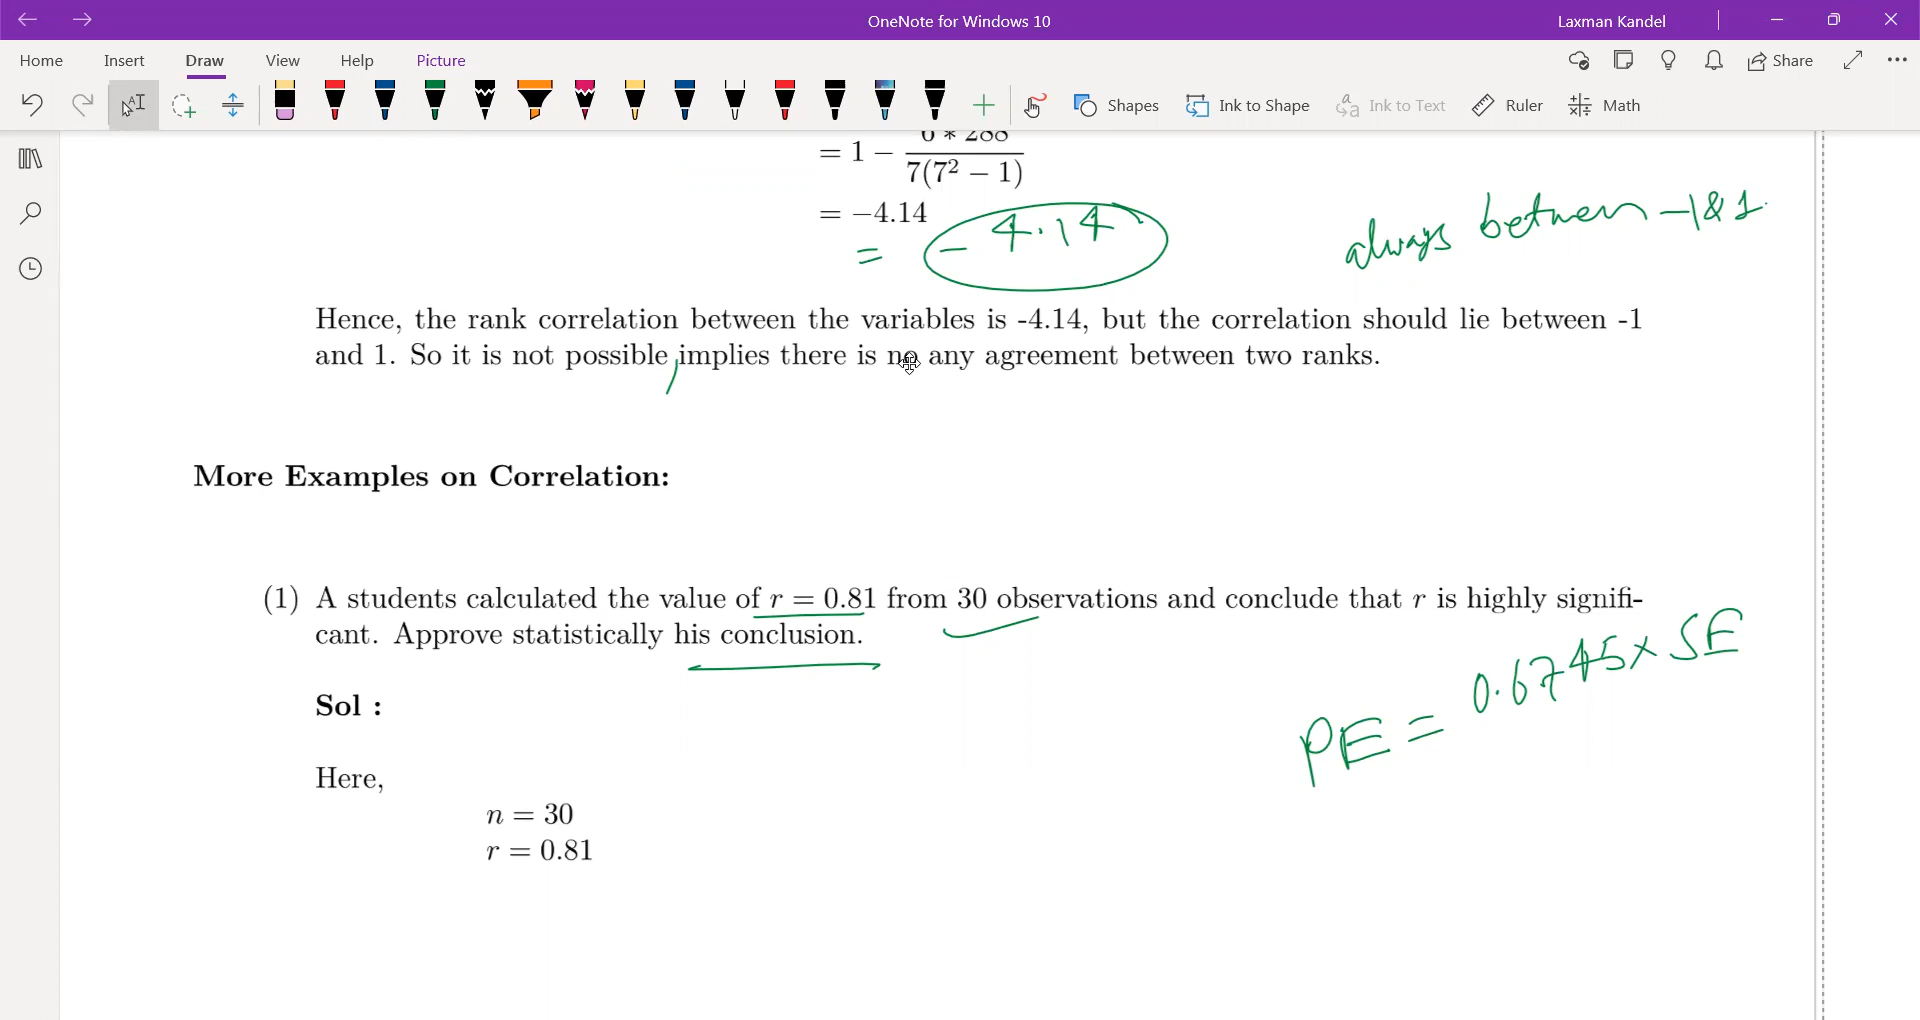 OneNote for Windows 10
Laxman Kandel
Home Insert Draw View Help Picture
Share
Shapes Ink to Shape Ink to Text Ruler Math
= 1 − 6 * 288
7(7² − 1)
= −4.14
= − 4.14
always between −1 & 1.
Hence, the rank correlation between the variables is -4.14, but the correlation should lie between -1
and 1. So it is not possible , implies there is no any agreement between two ranks.
More Examples on Correlation:
(1) A students calculated the value of r = 0.81 from 30 observations and conclude that r is highly signifi-
cant. Approve statistically his conclusion.
PE = 0.6745 x SE
Sol :
Here,
n = 30
r = 0.81